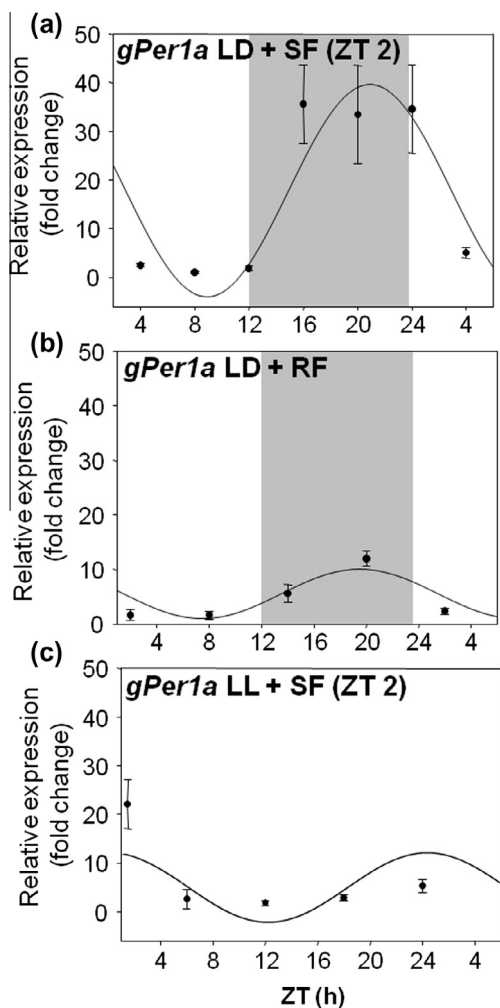 (a)
gPer1a LD + SF (ZT 2)
Relative expression
(fold change)
50
40
30
20
10
0
4 8 12 16 20 24 4
(b)
gPer1a LD + RF
Relative expression
(fold change)
50
40
30
20
10
0
4 8 12 16 20 24 4
(c)
gPer1a LL + SF (ZT 2)
Relative expression
(fold change)
50
40
30
20
10
0
4 8 12 16 20 24 4
ZT (h)